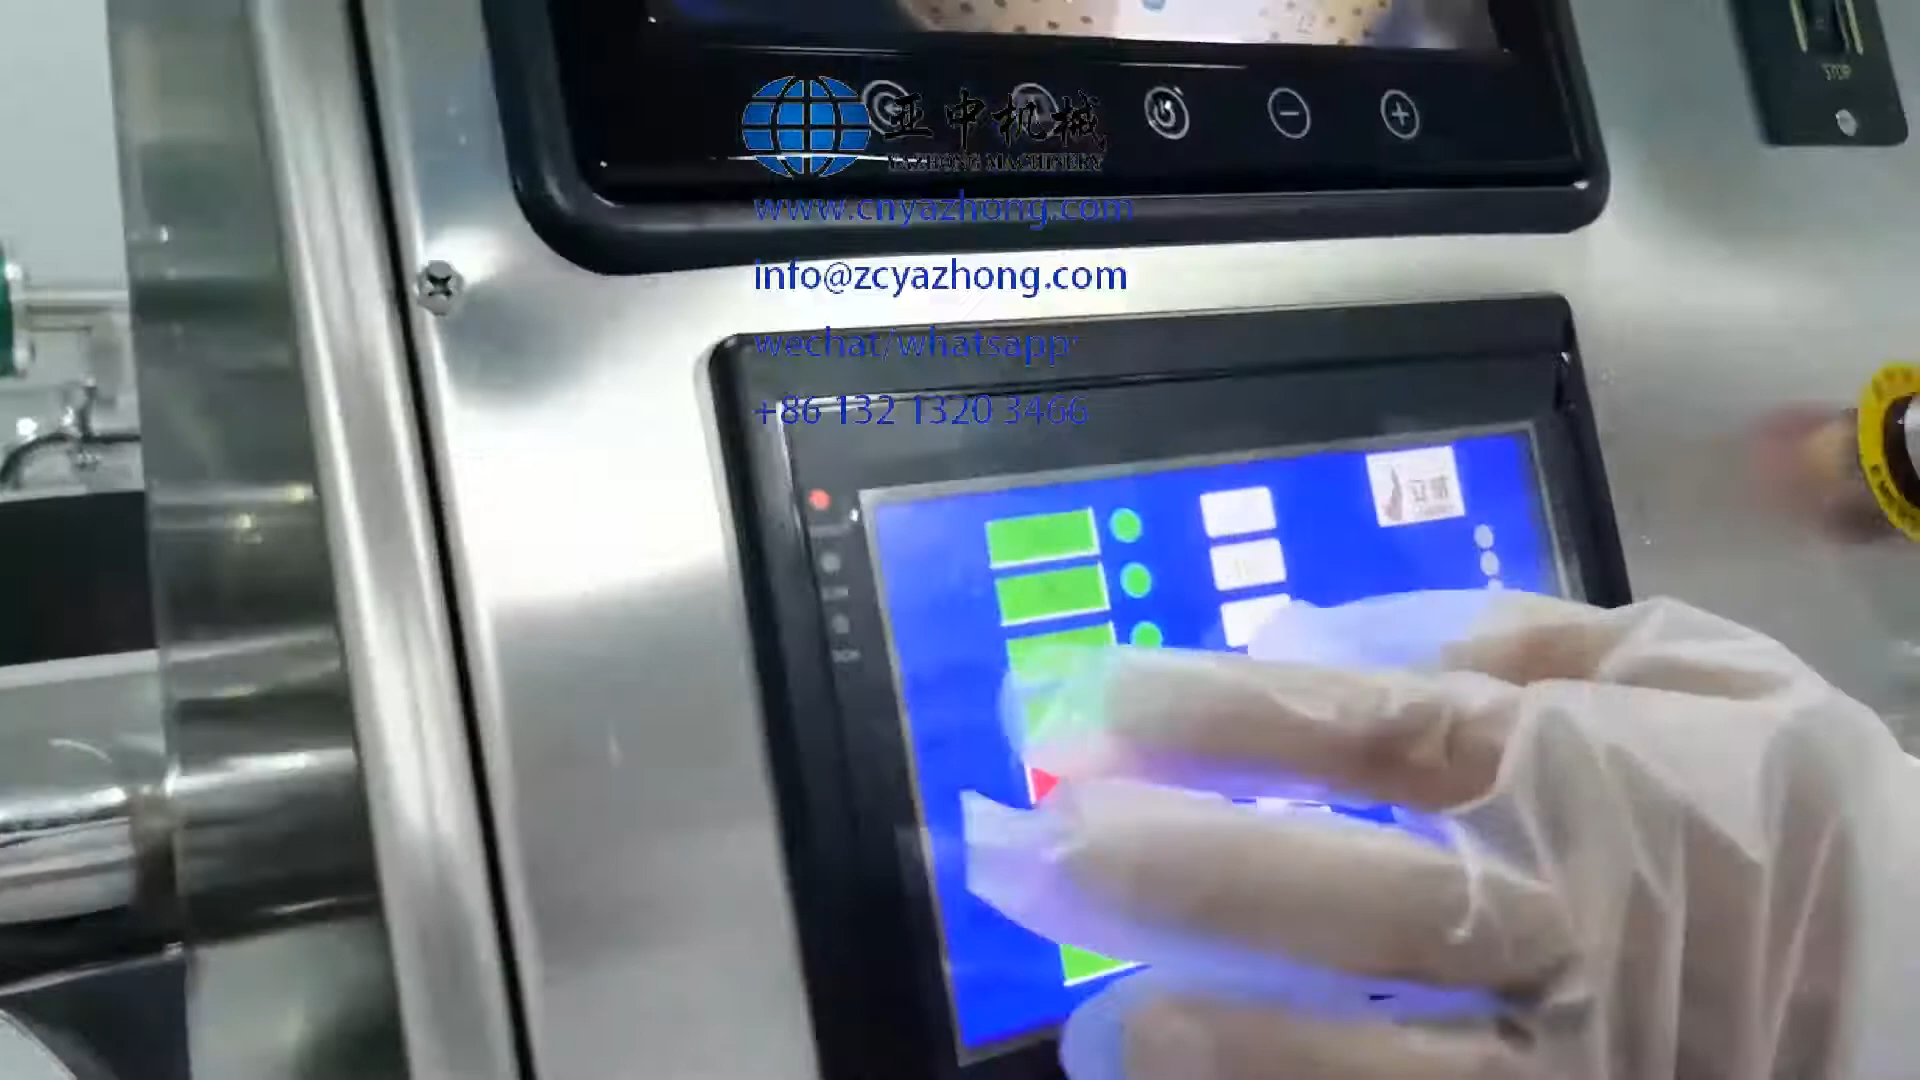 亚中机械
YAZHONG MACHINERY
www.cnyazhong.com
info@zcyazhong.com
wechat/whatsapp:
+86 132 1320 3466
STOP